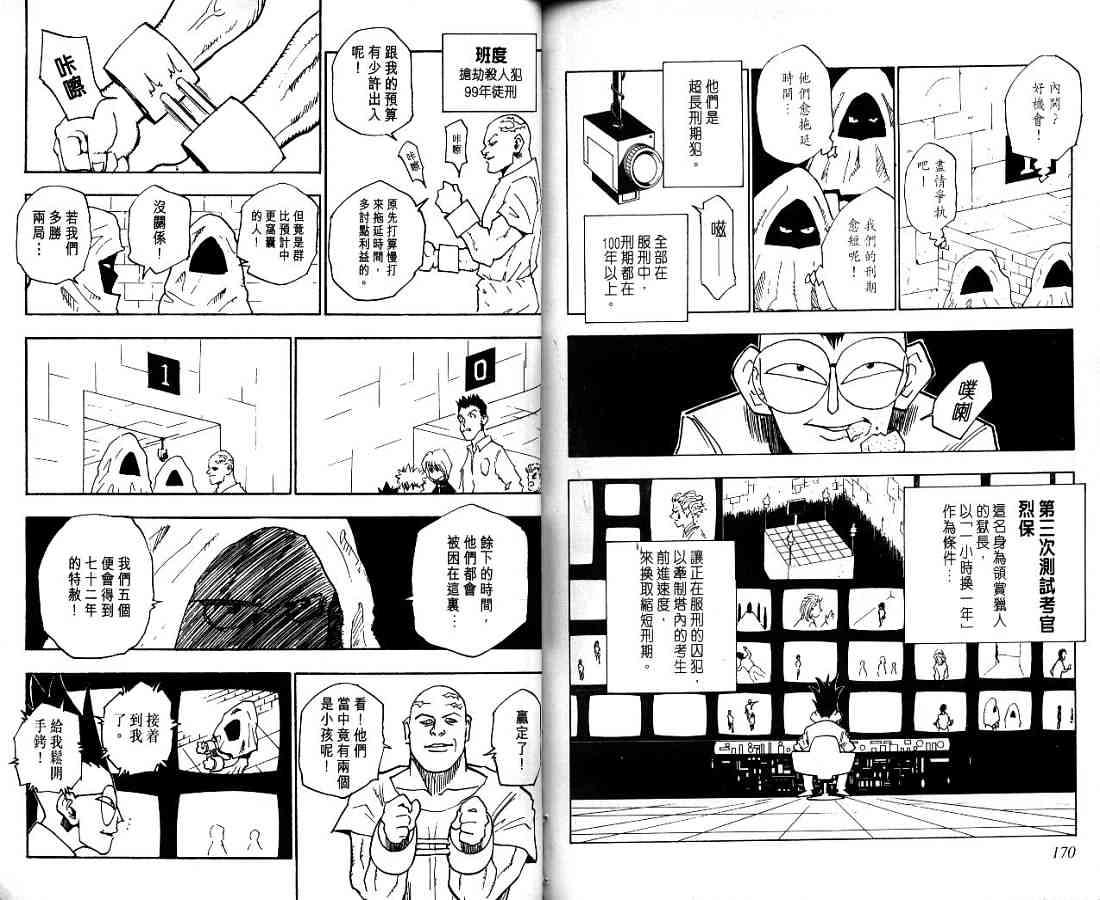 內鬨？
好機會！
盡情爭執
吧
他們愈拖延
時間…
我們的刑期
愈短呢！
他們是
超長刑期犯。
嗞
全部在
服刑中，
刑期都在
100年以上。
噗
喇
第三次測試考官
烈保
這名身為領賞獵人
的獄長，
以「一小時換一年」
作為條件…
讓正在服刑的囚犯，
以牽制塔內的考生
前進速度，
來換取縮短刑期。
170
班度
搶劫殺人犯
99年徒刑
跟我的預算
有少許出入
呢！
咔嚓
咔嚓
咔嚓
原先打算慢打
來拖延時間，
多討點利益的。
但竟是群
比預計中
更窩囊
的人！
沒關係！
若我們
多勝
兩局…
0
1
餘下的時間，
他們都會
被困在這裏…
我們五個
便會得到
七十二年
的特赦！
贏定了！
看！他們
當中竟有兩個
是小孩呢！
接着
到我
了。
給我鬆開
手銬！